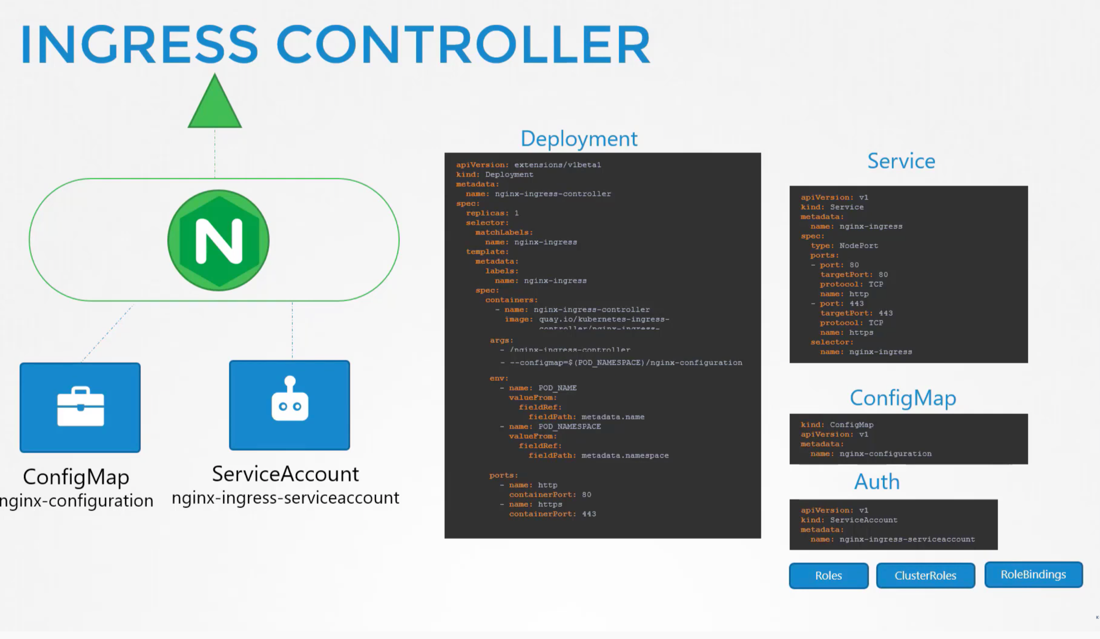 INGRESS CONTROLLER
N
ConfigMap
nginx-configuration
ServiceAccount
nginx-ingress-serviceaccount
Deployment
apiVersion: extensions/v1beta1
kind: Deployment
metadata:
  name: nginx-ingress-controller
spec:
  replicas: 1
  selector:
    matchLabels:
      name: nginx-ingress
  template:
    metadata:
      labels:
        name: nginx-ingress
    spec:
      containers:
        - name: nginx-ingress-controller
          image: quay.io/kubernetes-ingress-
                 controller/nginx-ingress-
      args:
        - /nginx-ingress-controller
        - --configmap=$(POD_NAMESPACE)/nginx-configuration
      env:
        - name: POD_NAME
          valueFrom:
            fieldRef:
              fieldPath: metadata.name
        - name: POD_NAMESPACE
          valueFrom:
            fieldRef:
              fieldPath: metadata.namespace
      ports:
        - name: http
          containerPort: 80
        - name: https
          containerPort: 443
Service
apiVersion: v1
kind: Service
metadata:
  name: nginx-ingress
spec:
  type: NodePort
  ports:
  - port: 80
    targetPort: 80
    protocol: TCP
    name: http
  - port: 443
    targetPort: 443
    protocol: TCP
    name: https
  selector:
    name: nginx-ingress
ConfigMap
kind: ConfigMap
apiVersion: v1
metadata:
  name: nginx-configuration
Auth
apiVersion: v1
kind: ServiceAccount
metadata:
  name: nginx-ingress-serviceaccount
Roles
ClusterRoles
RoleBindings